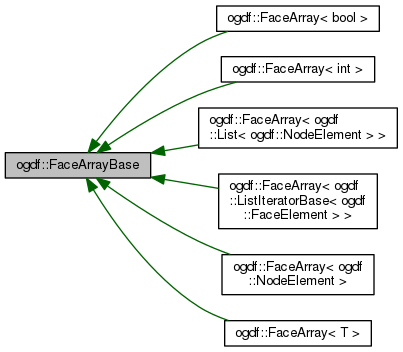 ogdf::FaceArray< bool >
ogdf::FaceArray< int >
ogdf::FaceArray< ogdf
::List< ogdf::NodeElement > >
ogdf::FaceArrayBase
ogdf::FaceArray< ogdf
::ListIteratorBase< ogdf
::FaceElement > >
ogdf::FaceArray< ogdf
::NodeElement >
ogdf::FaceArray< T >